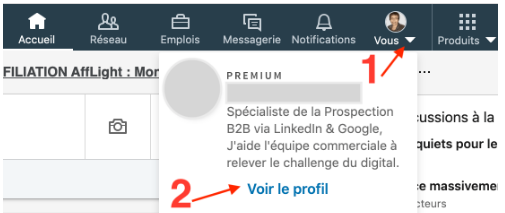 Accueil
Réseau
Emplois
Messagerie
Notifications
Vous
Produits
1
FILIATION AffLight : Mor
...
PREMIUM
Spécialiste de la Prospection
B2B via LinkedIn & Google,
J'aide l'équipe commerciale à
relever le challenge du digital.
2
Voir le profil
cussions à la
quiets pour le
ce massiveme
cteurs